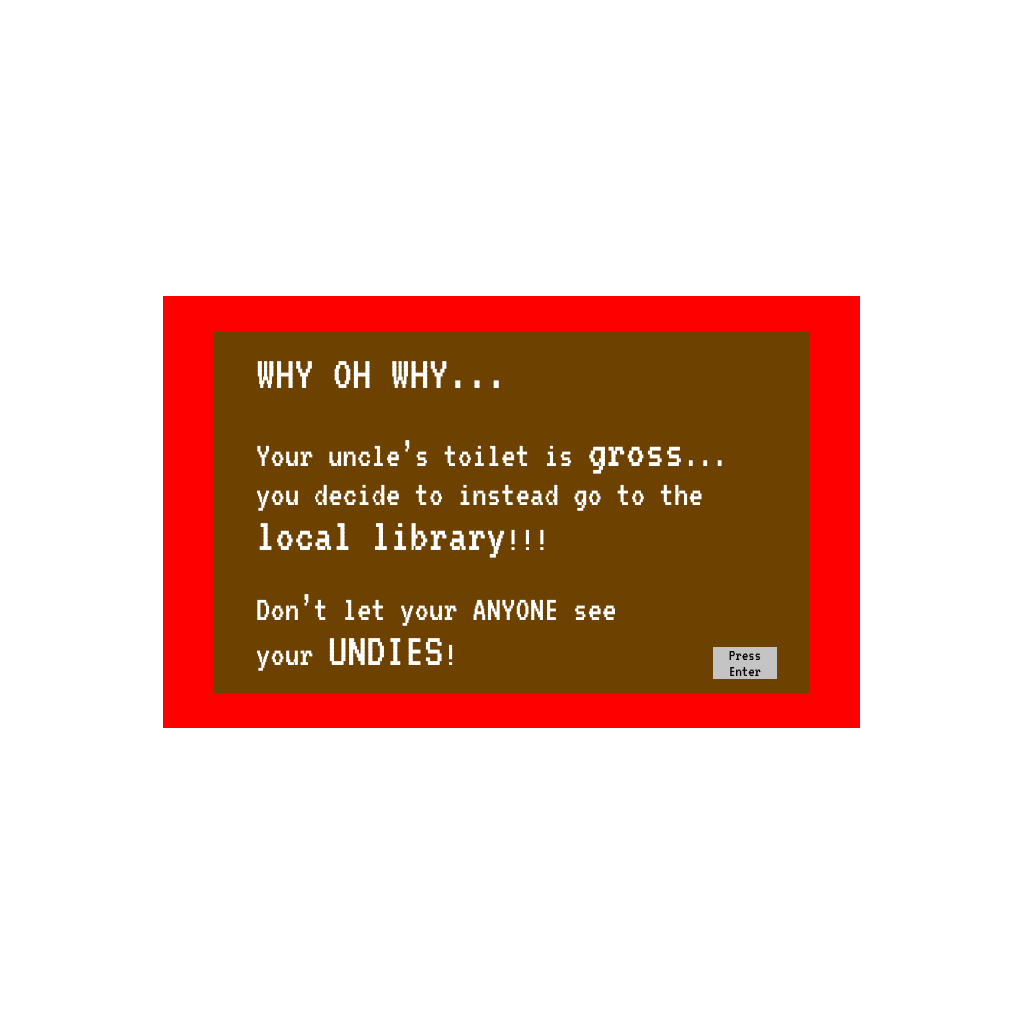 WHY OH WHY...
Your uncle's toilet is gross...
you decide to instead go to the
local library!!!
Don't let your ANYONE see
your UNDIES!
Press
Enter